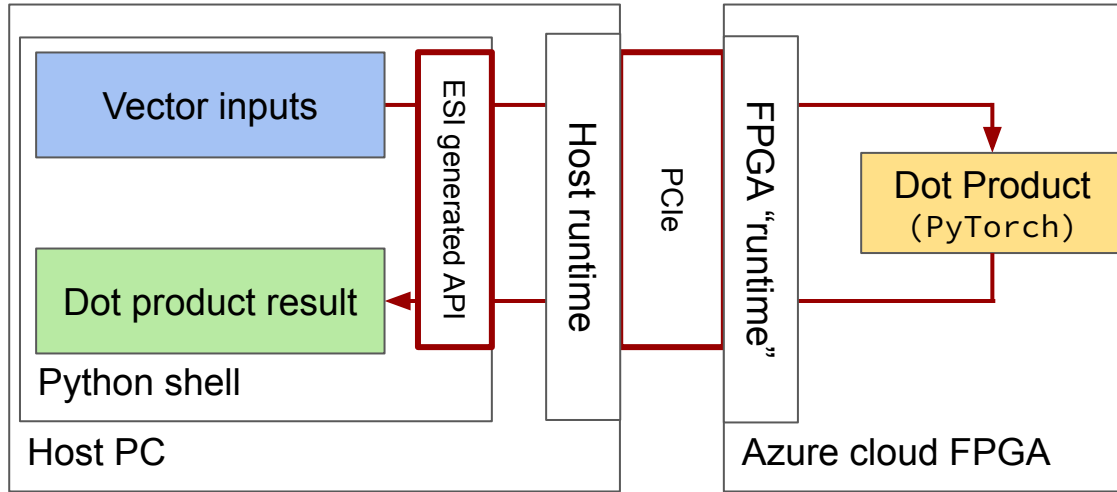 Vector inputs
Dot product result
Python shell
Host PC
ESI generated API
Host runtime
PCIe
FPGA “runtime”
Dot Product
(PyTorch)
Azure cloud FPGA